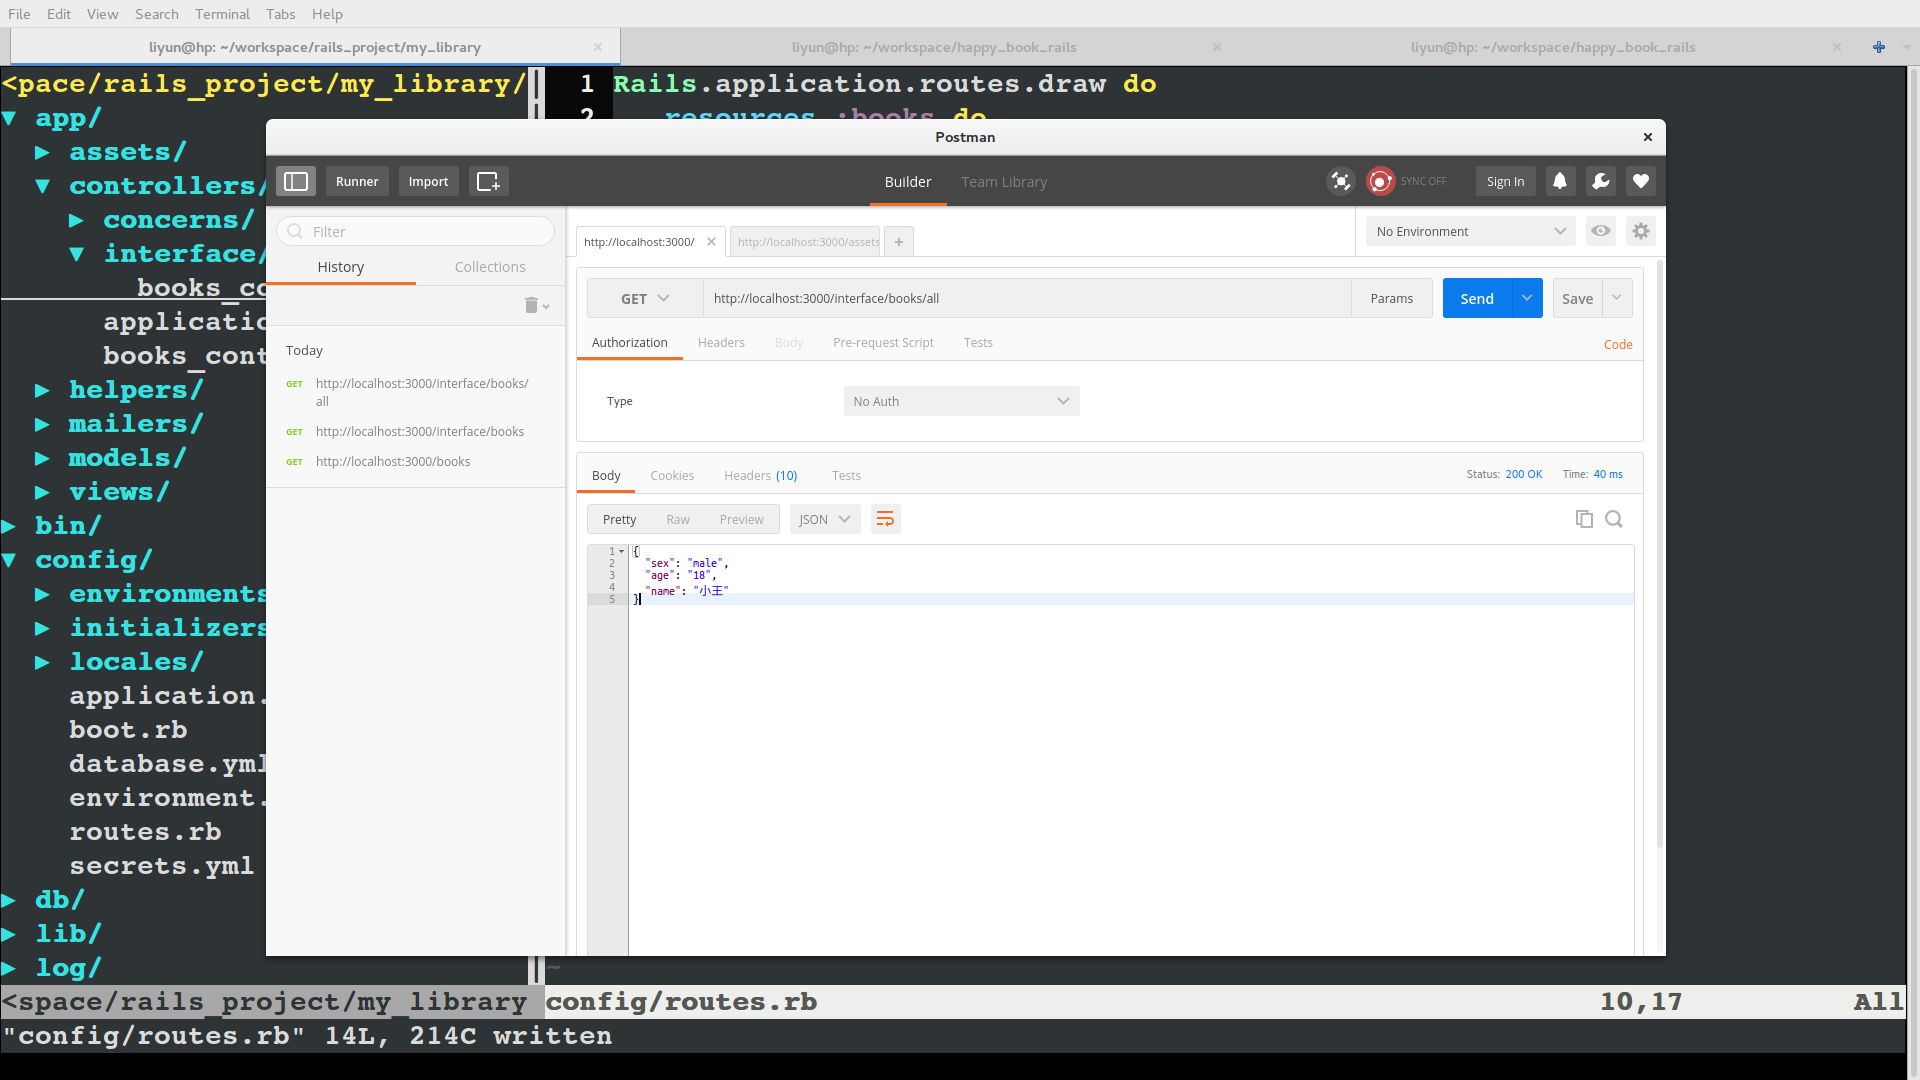 File Edit View Search Terminal Tabs Help
liyun@hp: ~/workspace/rails_project/my_library
liyun@hp: ~/workspace/happy_book_rails
liyun@hp: ~/workspace/happy_book_rails
<pace/rails_project/my_library/
▼ app/
▶ assets/
▼ controllers/
▶ concerns/
▼ interface/
books_co
applicatio
books_cont
▶ helpers/
▶ mailers/
▶ models/
▶ views/
▶ bin/
▼ config/
▶ environments
▶ initializers
▶ locales/
application.
boot.rb
database.yml
environment.
routes.rb
secrets.yml
▶ db/
▶ lib/
▶ log/
1 Rails.application.routes.draw do
2 resources :books do
Postman
Runner Import
Builder Team Library
SYNC OFF
Sign In
Filter
History Collections
Today
GET http://localhost:3000/interface/books/
all
GET http://localhost:3000/interface/books
GET http://localhost:3000/books
http://localhost:3000/
http://localhost:3000/assets
+
No Environment
GET http://localhost:3000/interface/books/all Params Send Save
Authorization Headers Body Pre-request Script Tests Code
Type No Auth
Body Cookies Headers (10) Tests Status: 200 OK Time: 40 ms
Pretty Raw Preview JSON
1 {
2 "sex": "male",
3 "age": "18",
4 "name": "小王"
5 }
~
<space/rails_project/my_library config/routes.rb 10,17 All
"config/routes.rb" 14L, 214C written